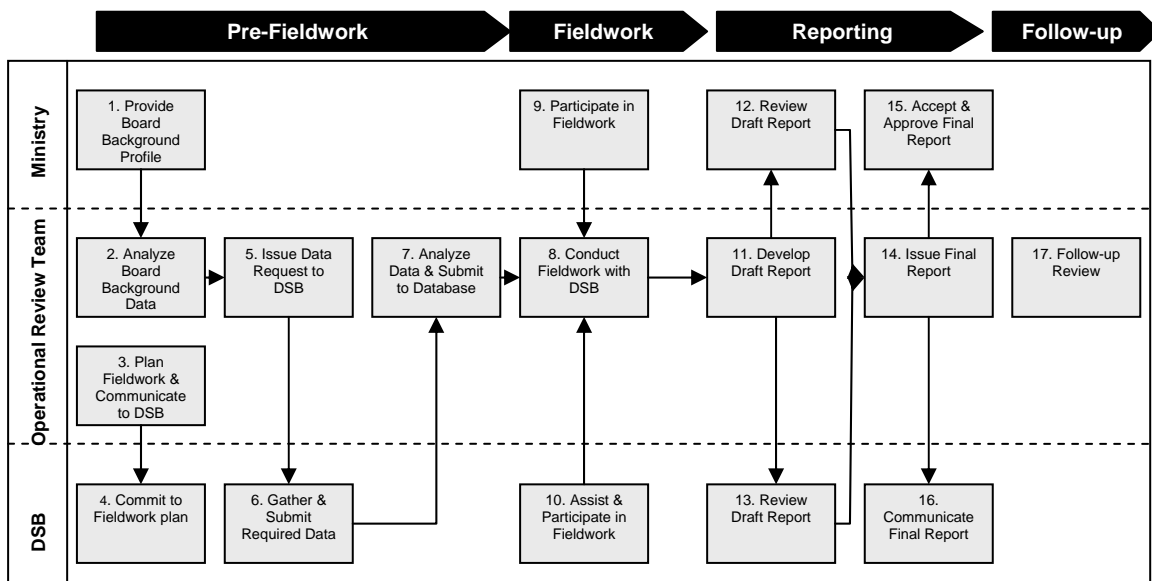 Pre-Fieldwork
Fieldwork
Reporting
Follow-up
Ministry
1. Provide
Board
Background
Profile
9. Participate in
Fieldwork
12. Review
Draft Report
15. Accept &
Approve Final
Report
Operational Review Team
2. Analyze
Board
Background
Data
5. Issue Data
Request to
DSB
7. Analyze
Data & Submit
to Database
8. Conduct
Fieldwork with
DSB
11. Develop
Draft Report
14. Issue Final
Report
17. Follow-up
Review
3. Plan
Fieldwork &
Communicate
to DSB
DSB
4. Commit to
Fieldwork plan
6. Gather &
Submit
Required Data
10. Assist &
Participate in
Fieldwork
13. Review
Draft Report
16.
Communicate
Final Report